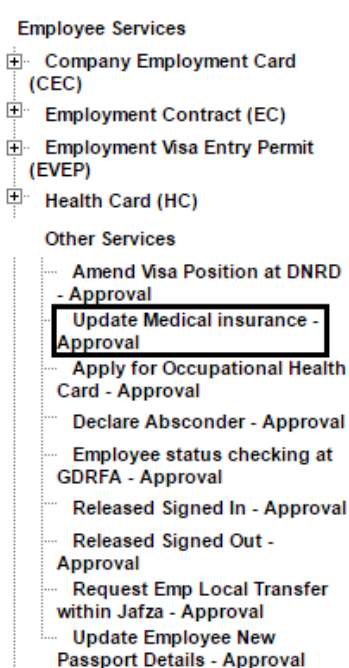 Employee Services
Company Employment Card
(CEC)
Employment Contract (EC)
Employment Visa Entry Permit
(EVEP)
Health Card (HC)
Other Services
Amend Visa Position at DNRD
- Approval
Update Medical insurance -
Approval
Apply for Occupational Health
Card - Approval
Declare Absconder - Approval
Employee status checking at
GDRFA - Approval
Released Signed In - Approval
Released Signed Out -
Approval
Request Emp Local Transfer
within Jafza - Approval
Update Employee New
Passport Details - Approval